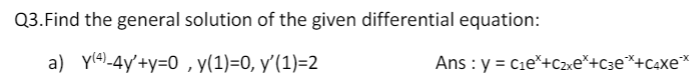 Q3.Find the general solution of the given differential equation:
a) Y⁽⁴⁾-4y′+y=0 , y(1)=0, y′(1)=2 Ans : y = c₁eˣ+c₂ₓeˣ+c₃e⁻ˣ+c₄xe⁻ˣ